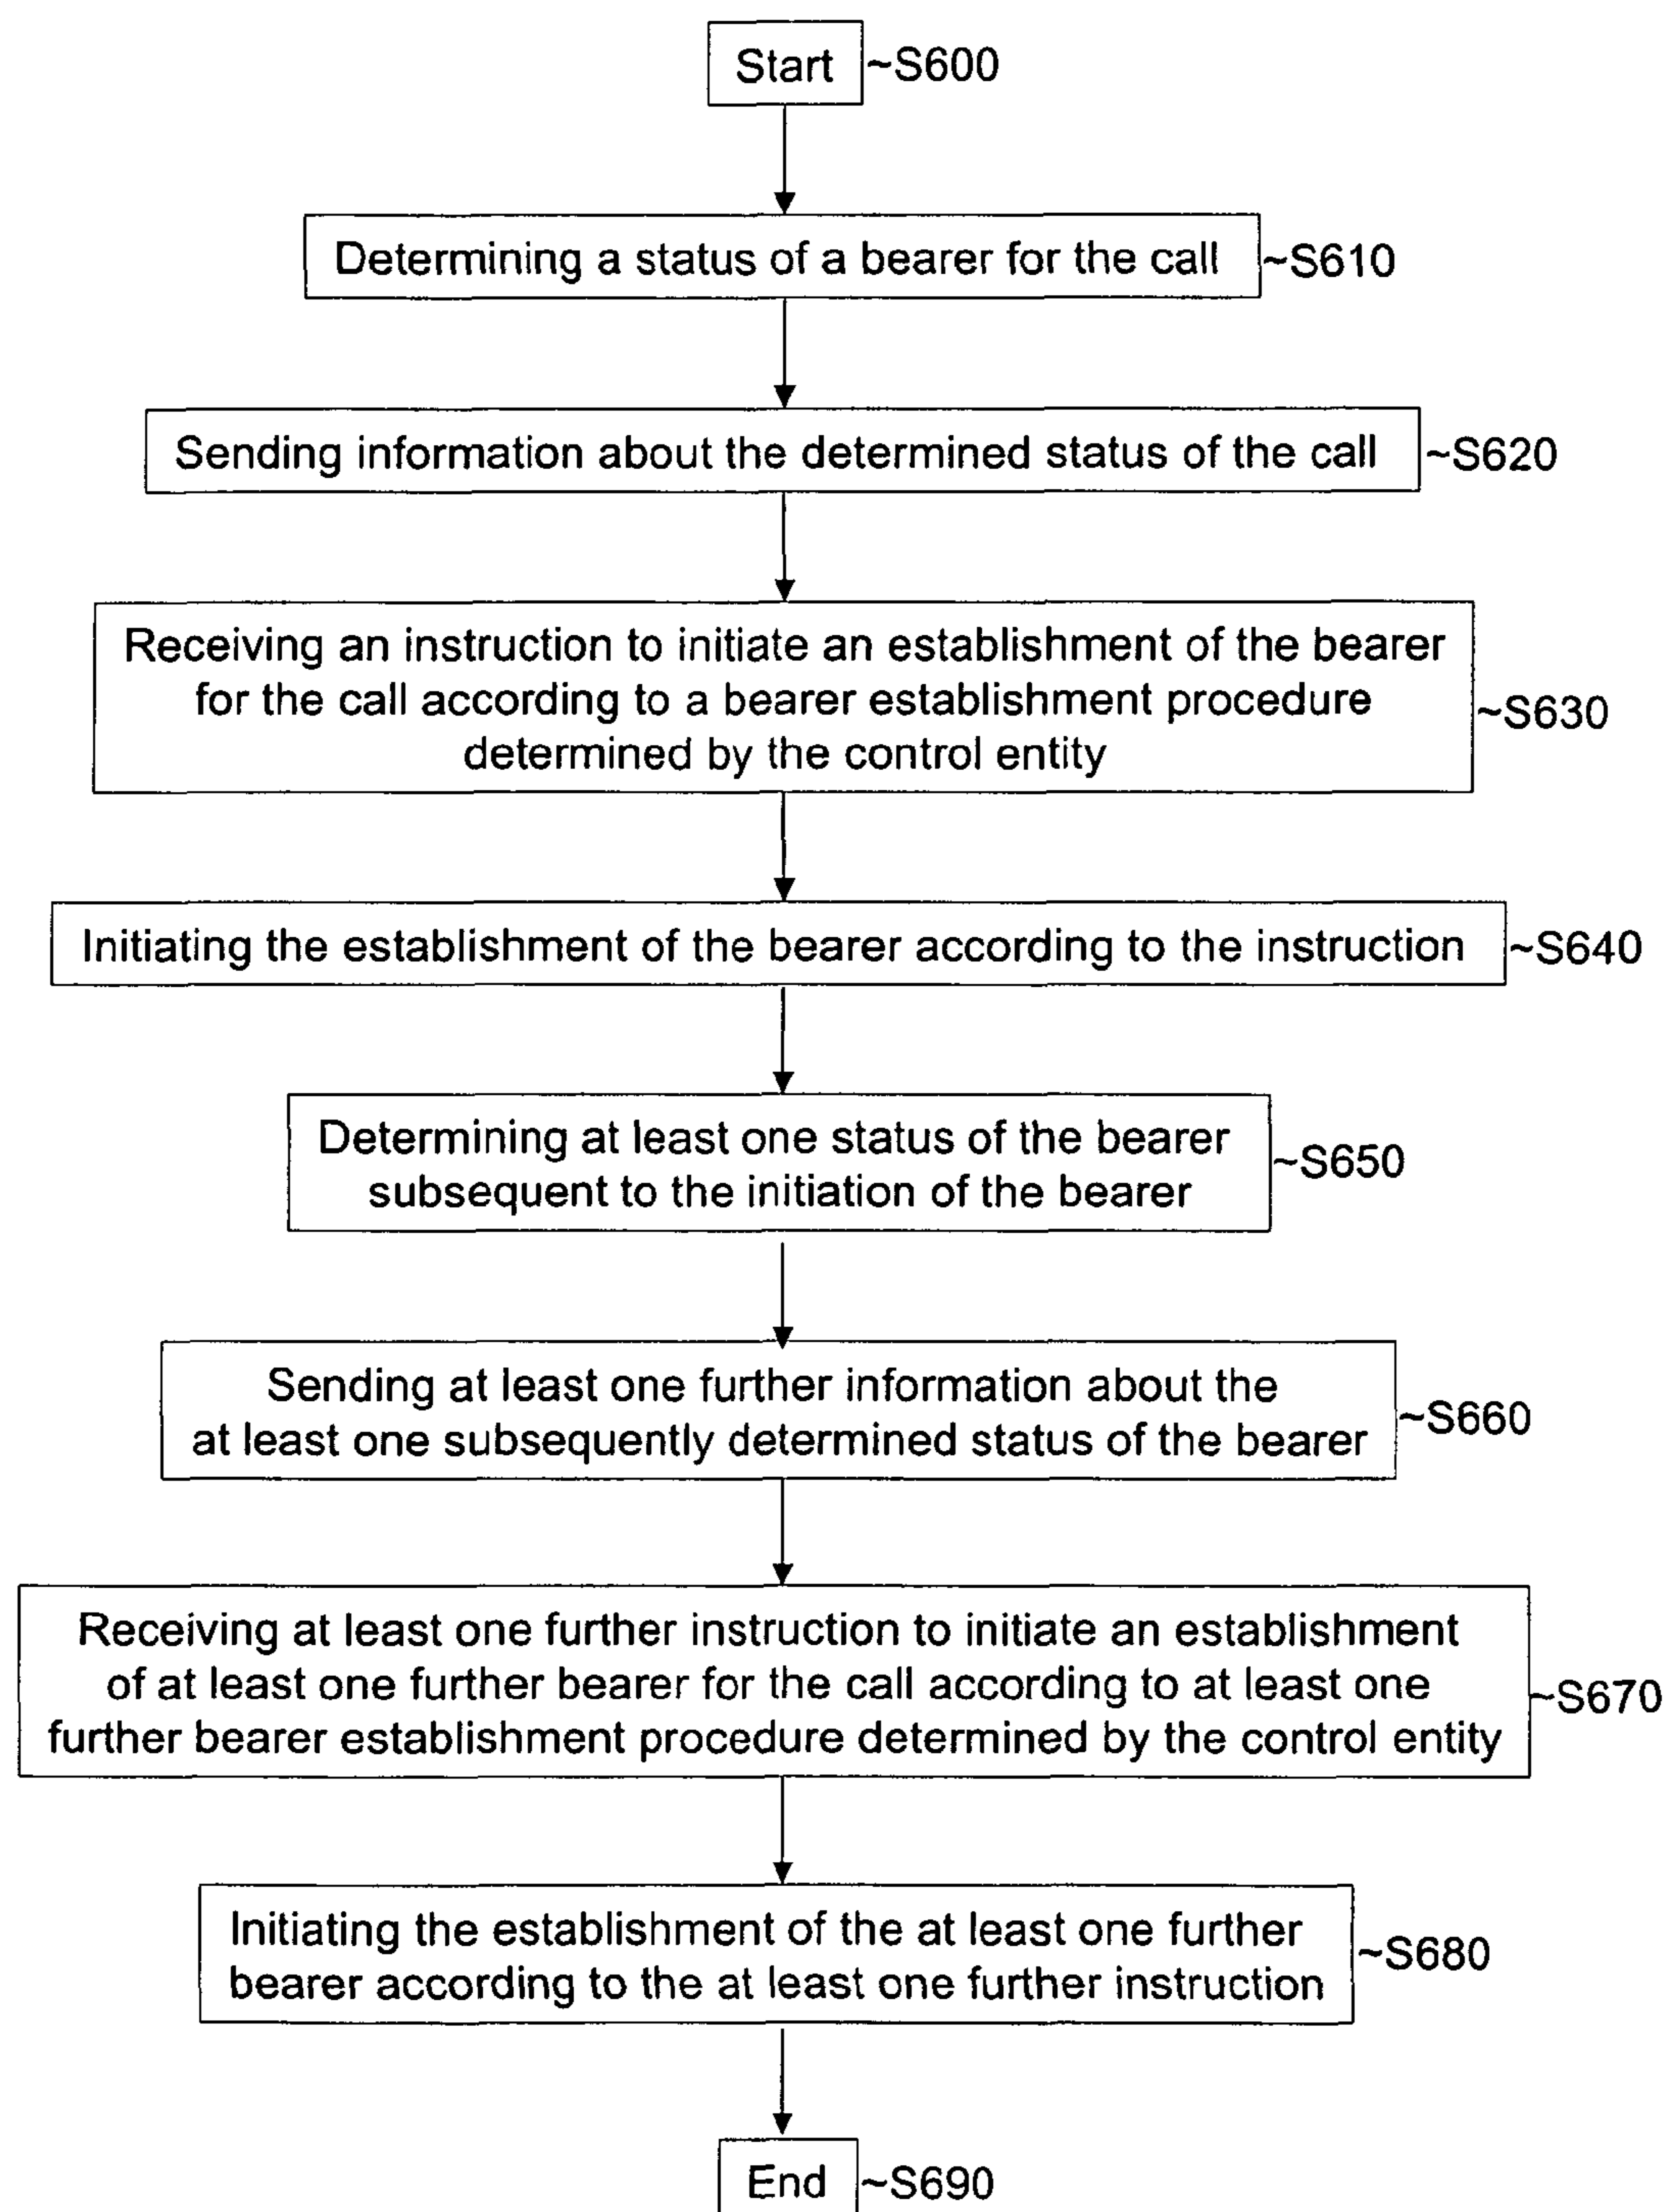 Start ~S600
Determining a status of a bearer for the call ~S610
Sending information about the determined status of the call ~S620
Receiving an instruction to initiate an establishment of the bearer
for the call according to a bearer establishment procedure
determined by the control entity
~S630
Initiating the establishment of the bearer according to the instruction ~S640
Determining at least one status of the bearer
subsequent to the initiation of the bearer
~S650
Sending at least one further information about the
at least one subsequently determined status of the bearer
~S660
Receiving at least one further instruction to initiate an establishment
of at least one further bearer for the call according to at least one
further bearer establishment procedure determined by the control entity
~S670
Initiating the establishment of the at least one further
bearer according to the at least one further instruction
~S680
End ~S690